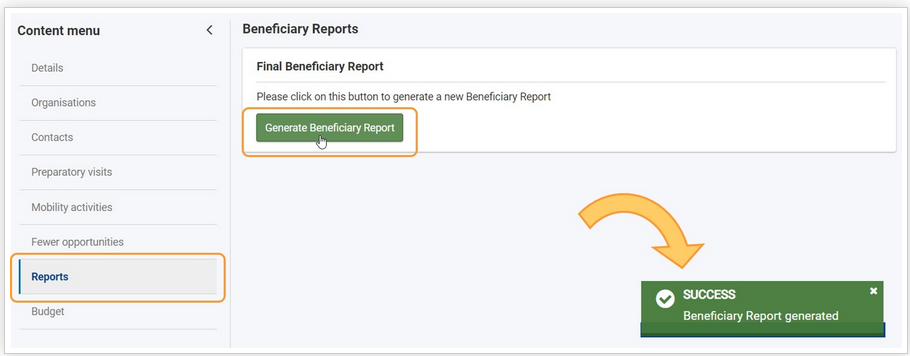 Content menu
Details
Organisations
Contacts
Preparatory visits
Mobility activities
Fewer opportunities
Reports
Budget
Beneficiary Reports
Final Beneficiary Report
Please click on this button to generate a new Beneficiary Report
Generate Beneficiary Report
SUCCESS
Beneficiary Report generated